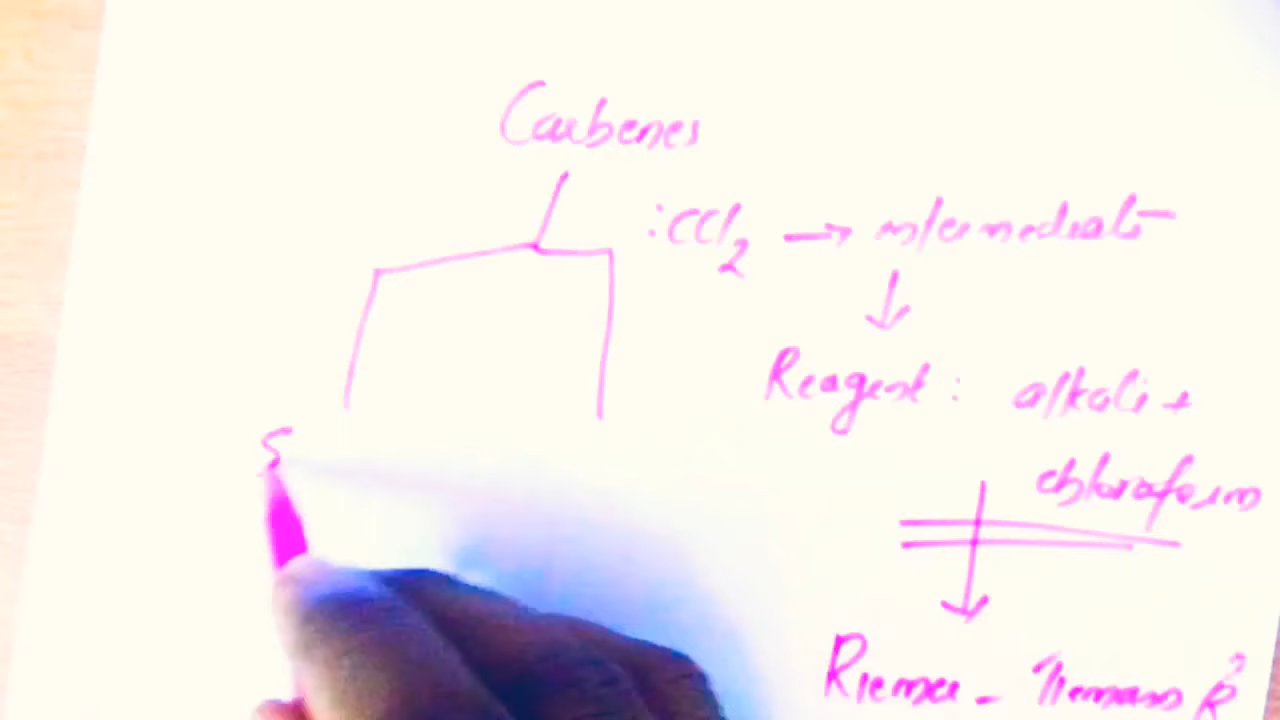 Carbenes
:CCl2 → intermediate
↓
Reagent : alkali +
chloroform
↓
S
Riemer - Tiemann R